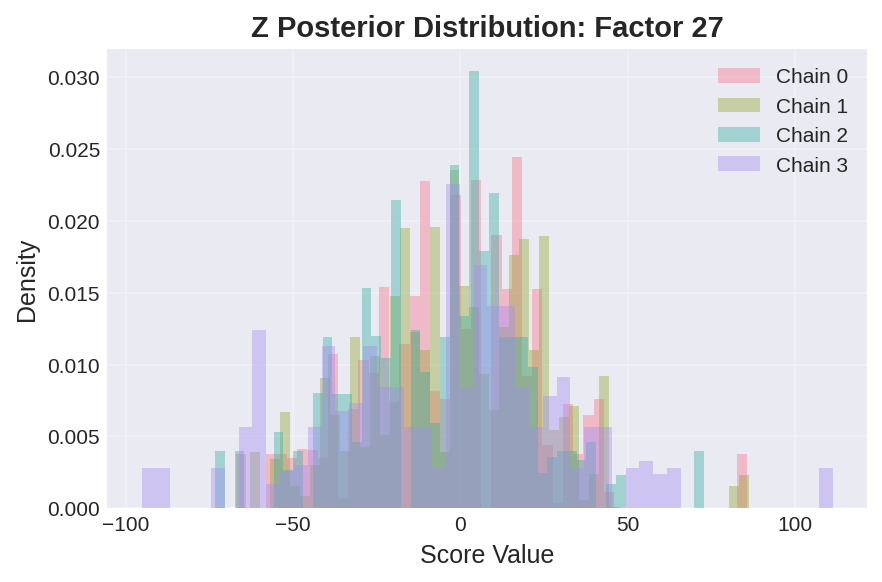 Z Posterior Distribution: Factor 27
Chain 0
Chain 1
Chain 2
Chain 3
Density
0.030
0.025
0.020
0.015
0.010
0.005
0.000
−100
−50
0
50
100
Score Value